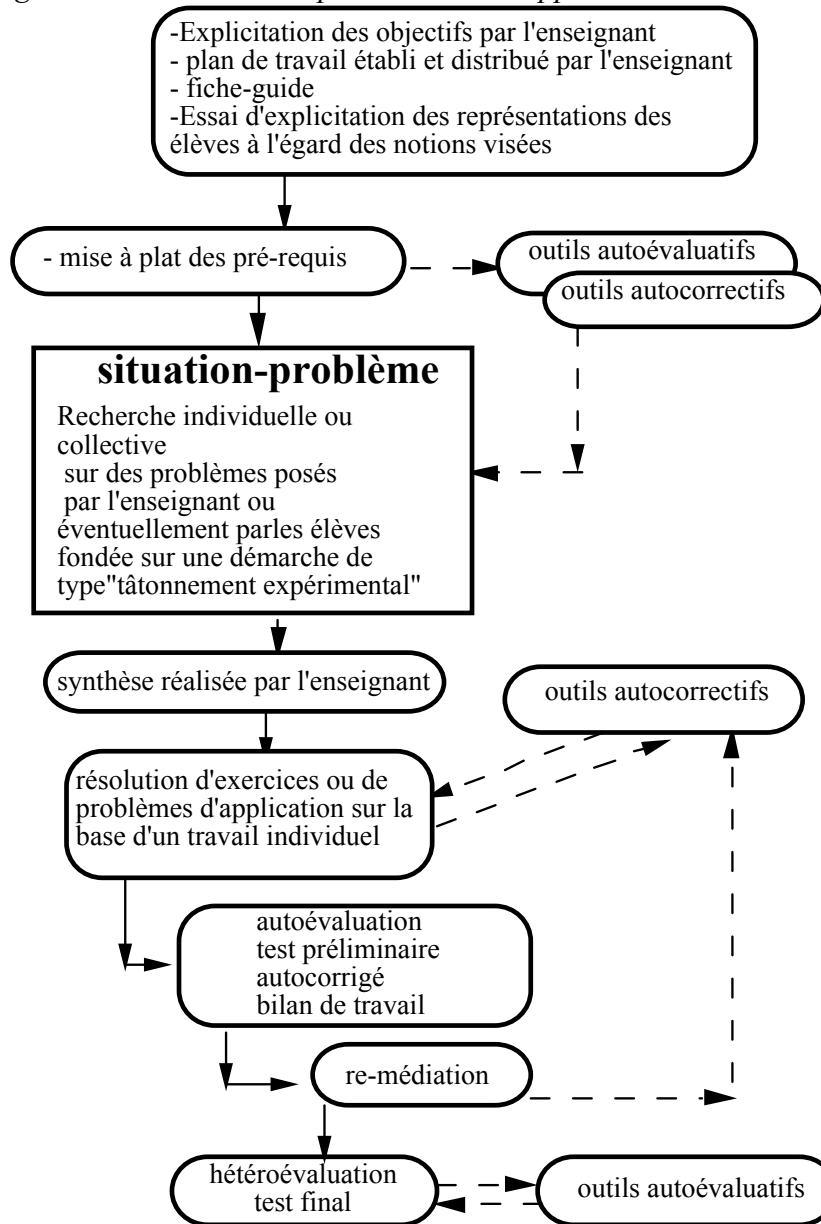 -Explicitation des objectifs par l'enseignant
- plan de travail établi et distribué par l'enseignant
- fiche-guide
-Essai d'explicitation des représentations des
élèves à l'égard des notions visées
- mise à plat des pré-requis
outils autoévaluatifs
outils autocorrectifs
situation-problème
Recherche individuelle ou
collective
sur des problèmes posés
par l'enseignant ou
éventuellement parles élèves
fondée sur une démarche de
type"tâtonnement expérimental"
synthèse réalisée par l'enseignant
outils autocorrectifs
résolution d'exercices ou de
problèmes d'application sur la
base d'un travail individuel
autoévaluation
test préliminaire
autocorrigé
bilan de travail
re-médiation
hétéroévaluation
test final
outils autoévaluatifs